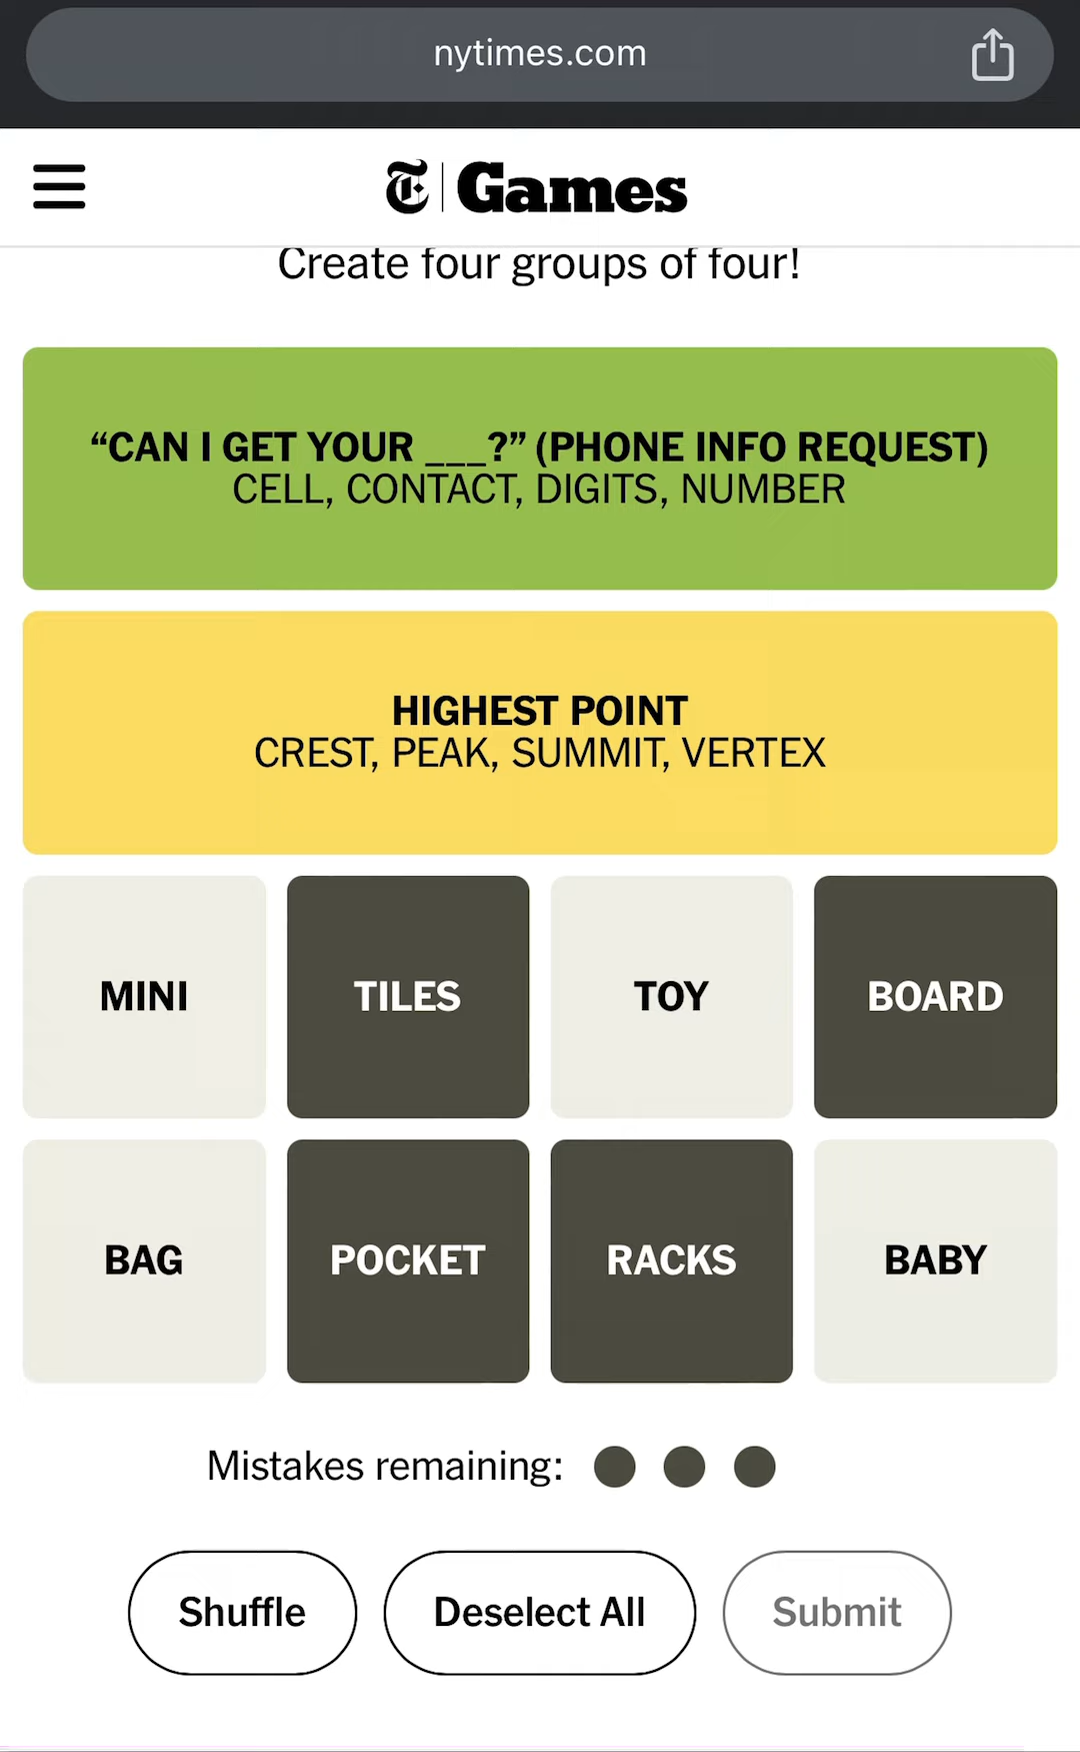 nytimes.com
T Games
Create four groups of four!
“CAN I GET YOUR ___?” (PHONE INFO REQUEST)
CELL, CONTACT, DIGITS, NUMBER
HIGHEST POINT
CREST, PEAK, SUMMIT, VERTEX
MINI TILES TOY BOARD
BAG POCKET RACKS BABY
Mistakes remaining:
Shuffle Deselect All Submit